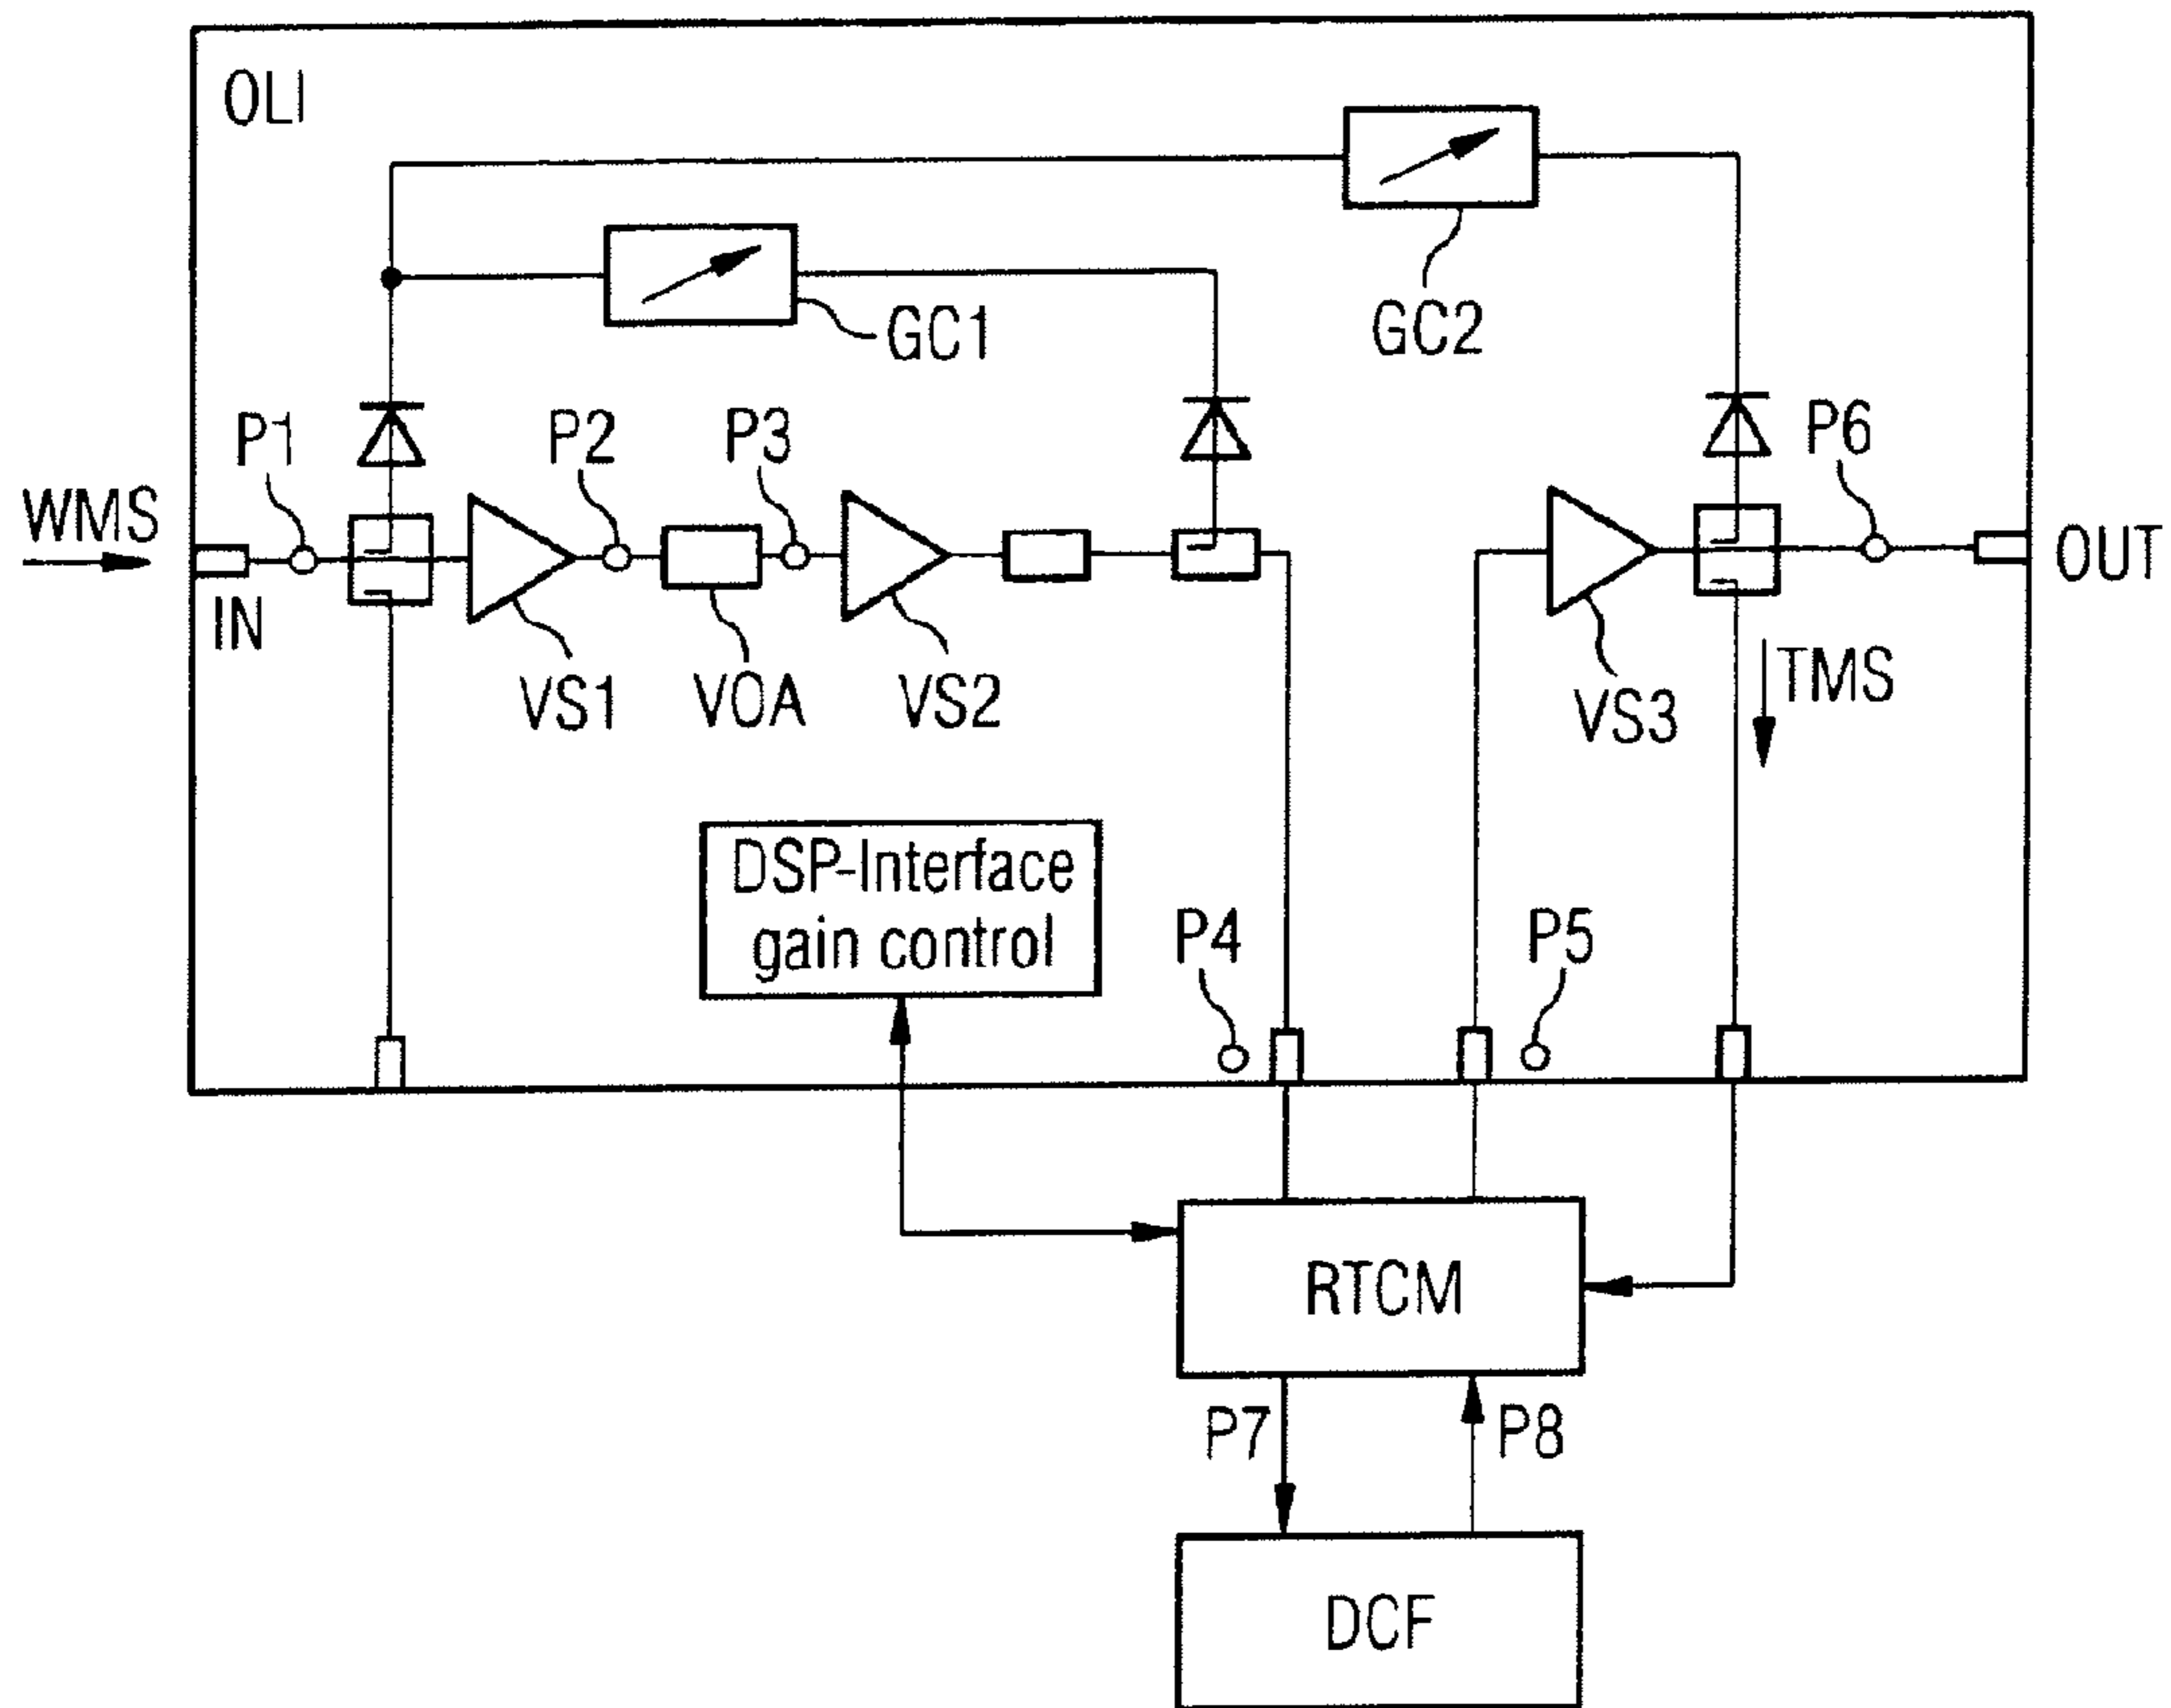 OLI
GC1
GC2
P1
P2
P3
P6
WMS
IN
OUT
VS1
VOA
VS2
VS3
TMS
DSP-Interface
gain control
P4
P5
RTCM
P7
P8
DCF